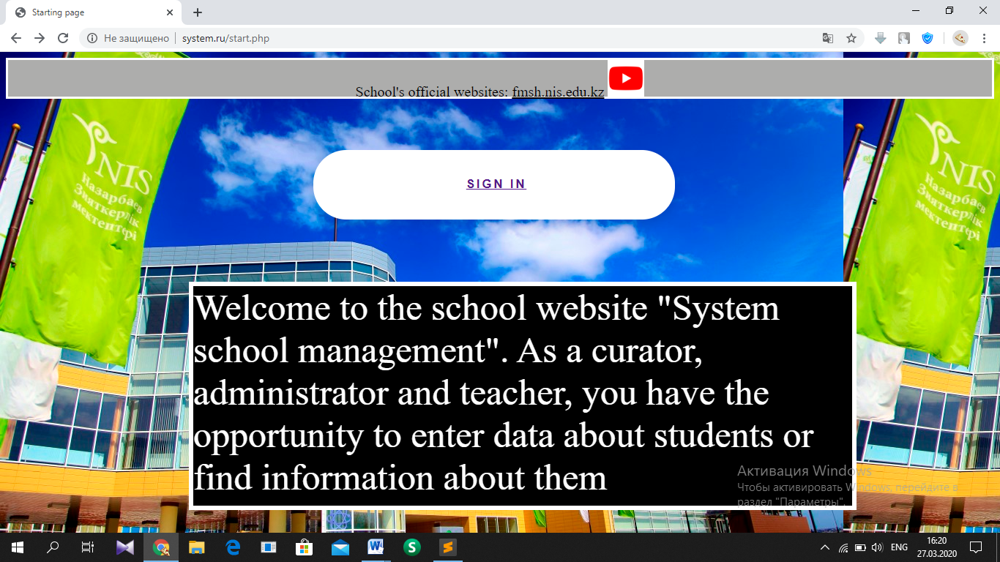 Starting page
Не защищено
system.ru/start.php
School's official websites: fmsh.nis.edu.kz
SIGN IN
NIS
Назарбаев
Зияткерлік
мектептері
NIS
Назарбаев
Зияткерлік
мектептері
Welcome to the school website "System
school management". As a curator,
administrator and teacher, you have the
opportunity to enter data about students or
find information about them
Активация Windows
Чтобы активировать Windows, перейдите в
раздел "Параметры".
ENG
16:20
27.03.2020